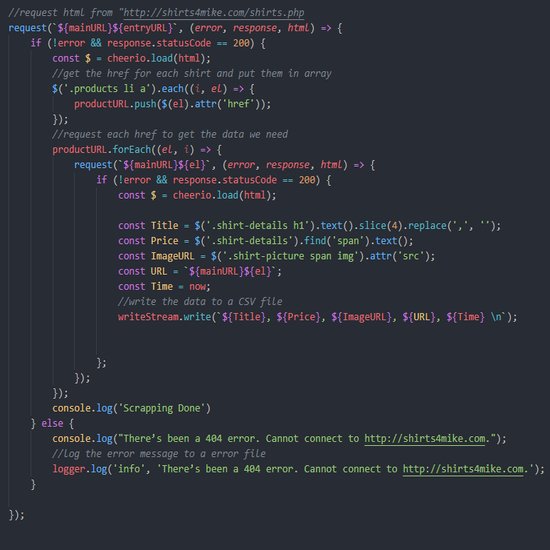 //request html from "http://shirts4mike.com/shirts.php
request(`${mainURL}${entryURL}`, (error, response, html) => {
    if (!error && response.statusCode == 200) {
        const $ = cheerio.load(html);
        //get the href for each shirt and put them in array
        $('.products li a').each((i, el) => {
            productURL.push($(el).attr('href'));
        });
        //request each href to get the data we need
        productURL.forEach((el, i) => {
            request(`${mainURL}${el}`, (error, response, html) => {
                if (!error && response.statusCode == 200) {
                    const $ = cheerio.load(html);

                    const Title = $('.shirt-details h1').text().slice(4).replace(',', '');
                    const Price = $('.shirt-details').find('span').text();
                    const ImageURL = $('.shirt-picture span img').attr('src');
                    const URL = `${mainURL}${el}`;
                    const Time = now;
                    //write the data to a CSV file
                    writeStream.write(`${Title}, ${Price}, ${ImageURL}, ${URL}, ${Time} \n`);


                };
            });
        });
        console.log('Scrapping Done')
    } else {
        console.log("There’s been a 404 error. Cannot connect to http://shirts4mike.com.");
        //log the error message to a error file
        logger.log('info', 'There’s been a 404 error. Cannot connect to http://shirts4mike.com.');
    }

});